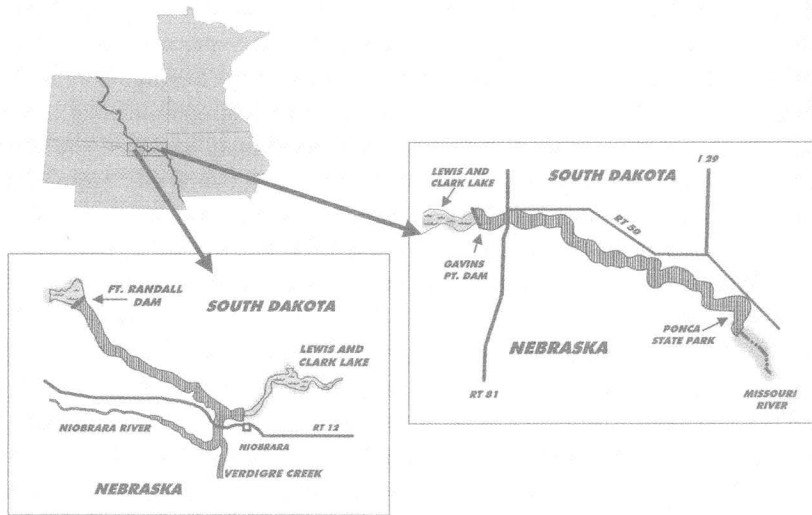 LEWIS AND
CLARK LAKE
SOUTH DAKOTA
I 29
RT 50
GAVINS
PT. DAM
NEBRASKA
PONCA
STATE PARK
RT 81
MISSOURI
RIVER
FT. RANDALL
DAM
SOUTH DAKOTA
LEWIS AND
CLARK LAKE
NIOBRARA RIVER
RT 12
NIOBRARA
VERDIGRE CREEK
NEBRASKA